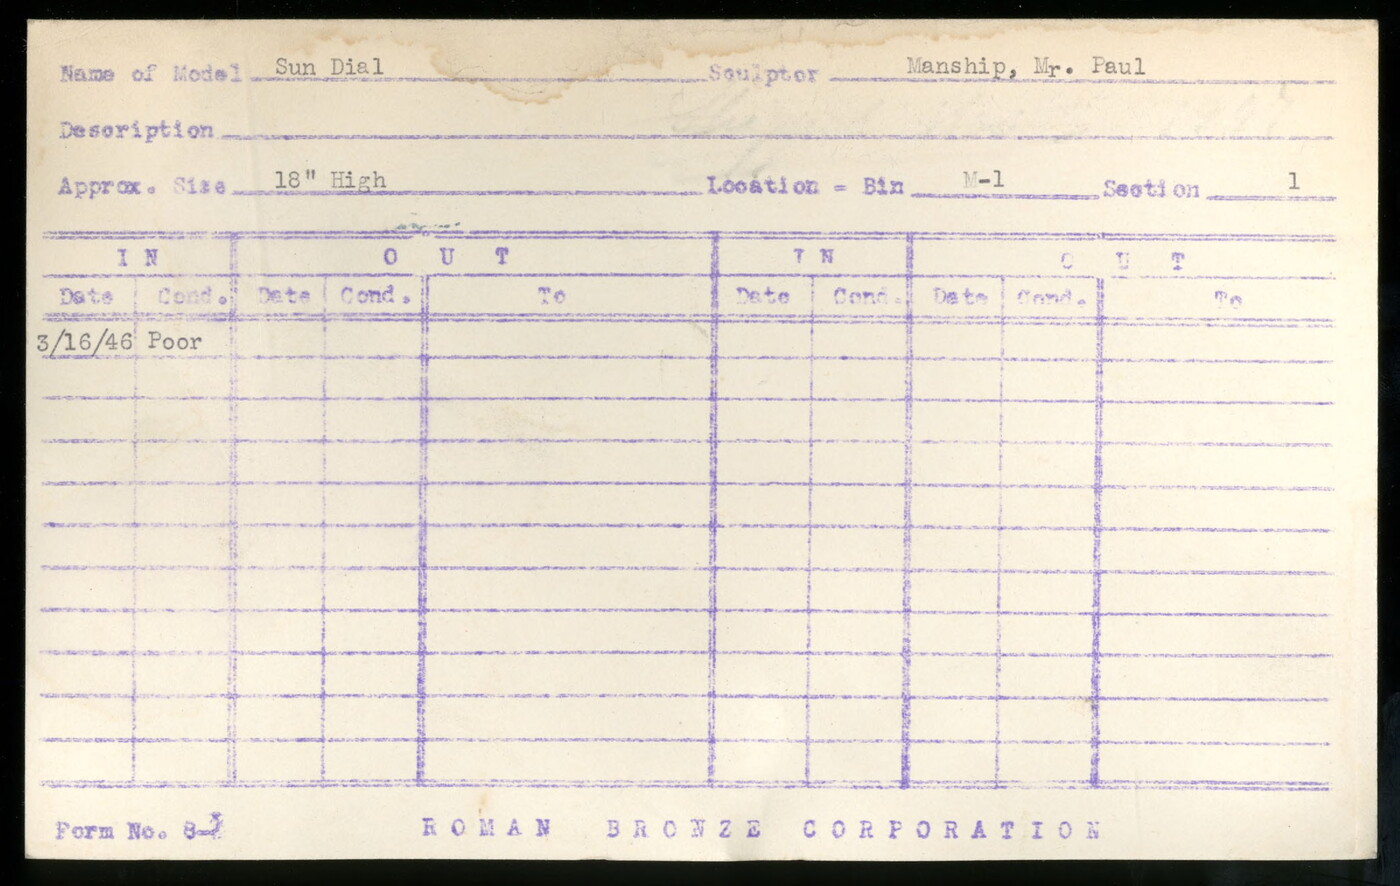 Name of Model Sun Dial Sculptor Manship, Mr. Paul
Description
Approx. Size 18" High Location = Bin M-1 Section 1
IN OUT IN OUT
Date Cond. Date Cond. To Date Cond. Date Cond. To
3/16/46 Poor
Form No. 8-
ROMAN BRONZE CORPORATION